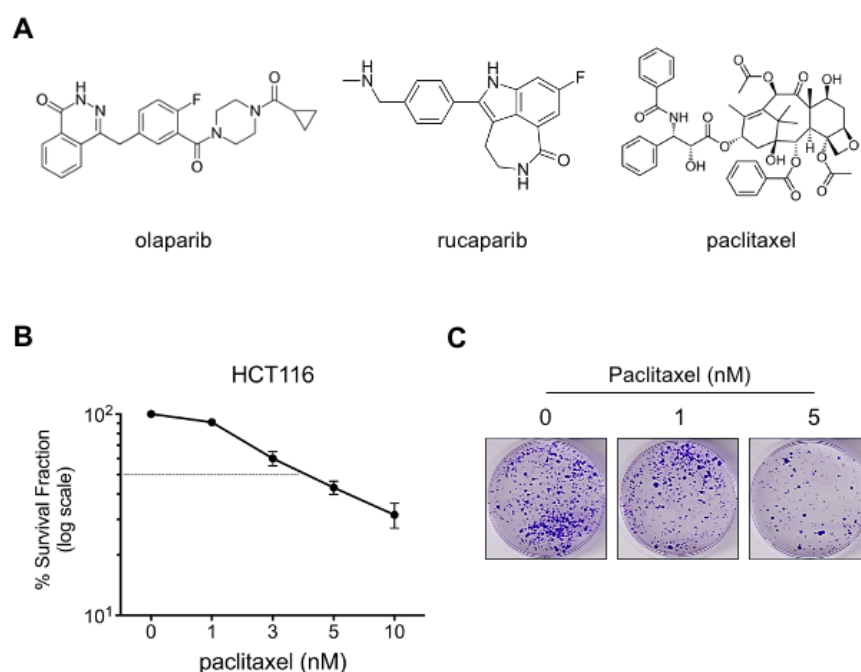 A
olaparib
rucaparib
paclitaxel
B
HCT116
% Survival Fraction
(log scale)
10²
10¹
0 1 3 5 10
paclitaxel (nM)
C
Paclitaxel (nM)
0 1 5